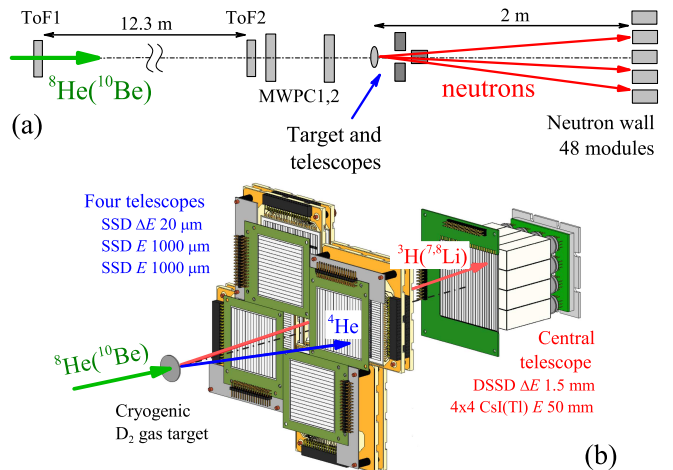 ToF1
12.3 m
ToF2
2 m
⁸He(¹⁰Be)
MWPC1,2
neutrons
(a)
Target and
telescopes
Neutron wall
48 modules
Four telescopes
SSD ΔE 20 μm
SSD E 1000 μm
SSD E 1000 μm
³H(⁷,⁸Li)
⁴He
⁸He(¹⁰Be)
Cryogenic
D₂ gas target
Central
telescope
DSSD ΔE 1.5 mm
4x4 CsI(Tl) E 50 mm
(b)